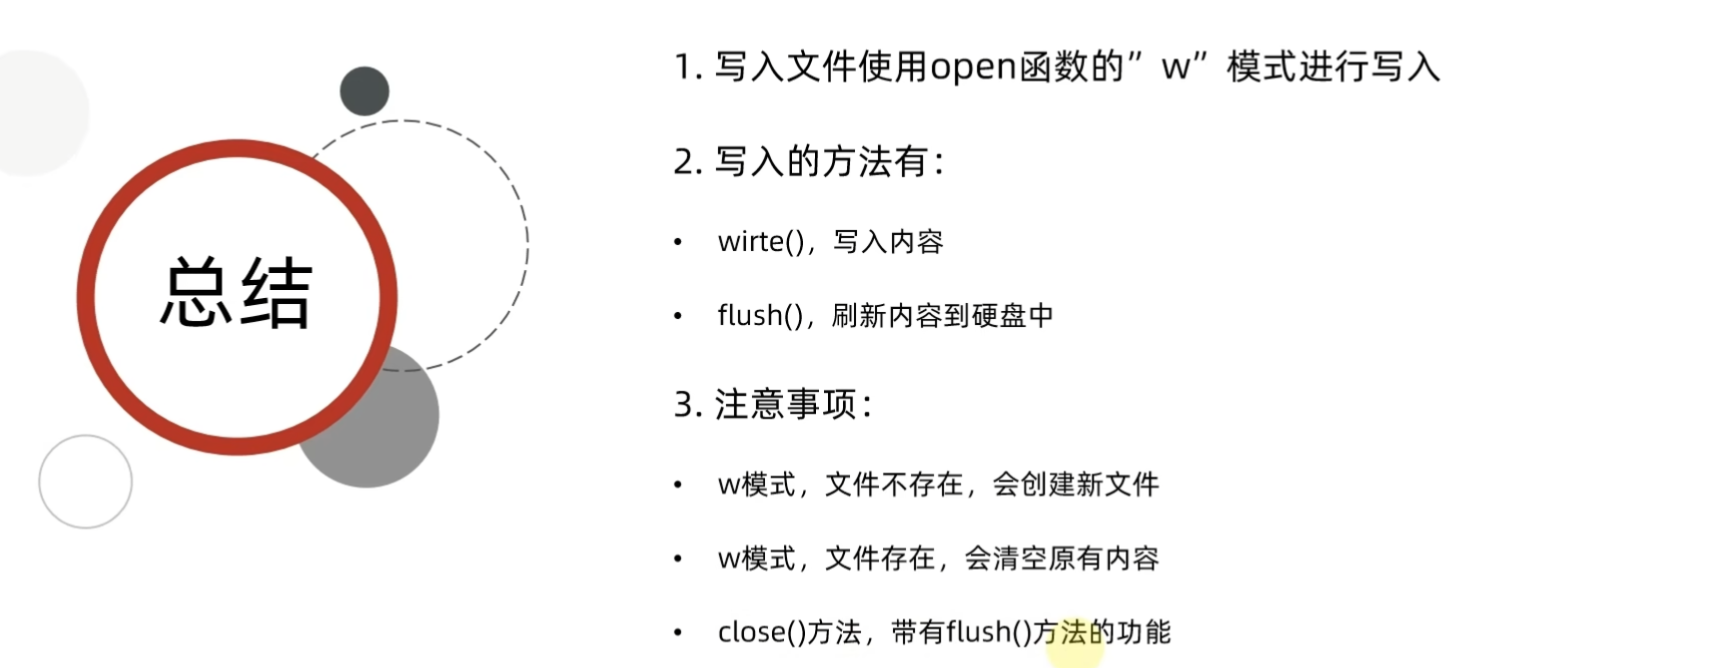 总结
1. 写入文件使用open函数的”w”模式进行写入
2. 写入的方法有：
• wirte()，写入内容
• flush()，刷新内容到硬盘中
3. 注意事项：
• w模式，文件不存在，会创建新文件
• w模式，文件存在，会清空原有内容
• close()方法，带有flush()方法的功能